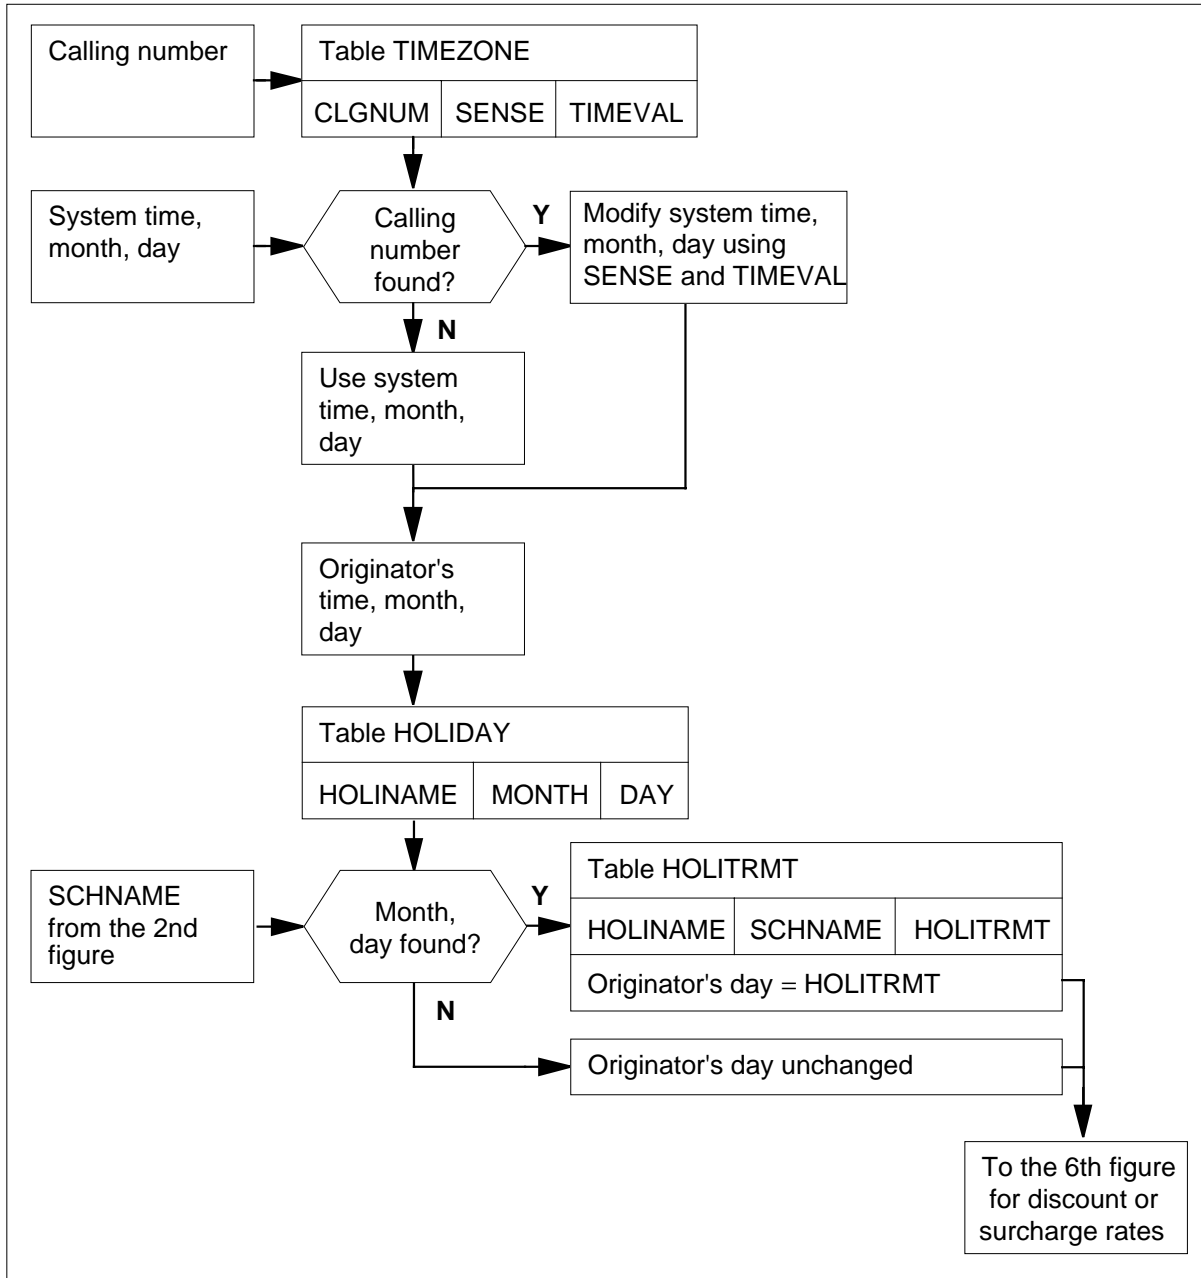 Calling number
Table TIMEZONE
CLGNUM SENSE TIMEVAL
System time,
month, day
Calling
number
found?
Y
Modify system time,
month, day using
SENSE and TIMEVAL
N
Use system
time, month,
day
Originator's
time, month,
day
Table HOLIDAY
HOLINAME MONTH DAY
SCHNAME
from the 2nd
figure
Month,
day found?
Y
Table HOLITRMT
HOLINAME SCHNAME HOLITRMT
Originator's day = HOLITRMT
N
Originator's day unchanged
To the 6th figure
for discount or
surcharge rates